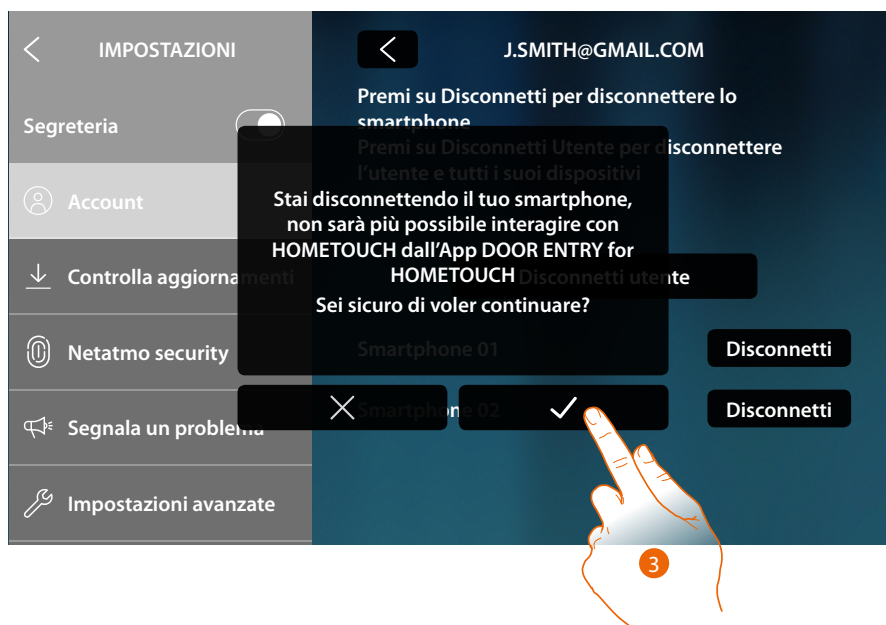 IMPOSTAZIONI
Segreteria
Account
Controlla aggiornamenti
Netatmo security
Segnala un problema
Impostazioni avanzate
J.SMITH@GMAIL.COM
Premi su Disconnetti per disconnettere lo
smartphone
Premi su Disconnetti Utente per disconnettere
l'utente e tutti i suoi dispositivi
Stai disconnettendo il tuo smartphone,
non sarà più possibile interagire con
HOMETOUCH dall'App DOOR ENTRY for
HOMETOUCH
Sei sicuro di voler continuare?
Disconnetti utente
Smartphone 01
Disconnetti
Smartphone 02
Disconnetti
3